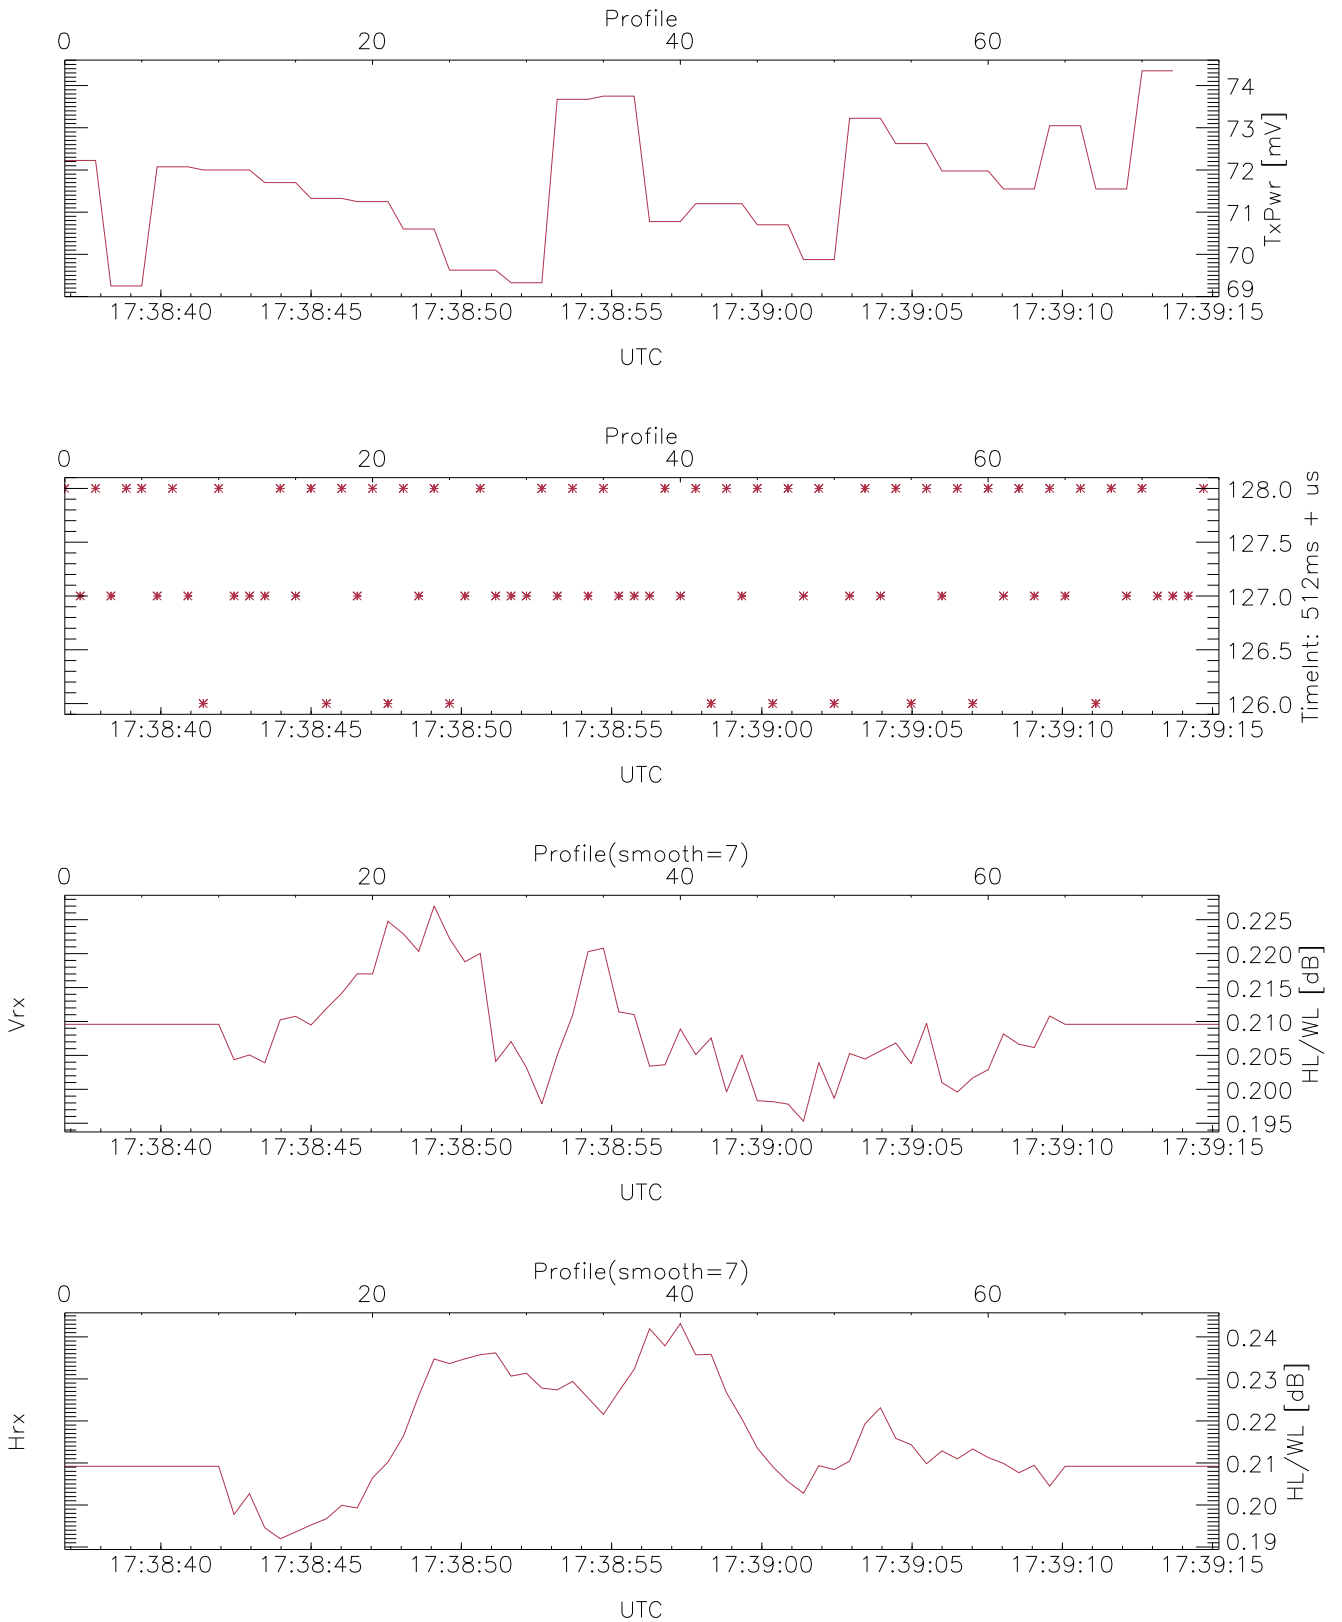 Profile
0 20 40 60
74
73
72
71
70
69
TxPwr [mV]
17:38:40 17:38:45 17:38:50 17:38:55 17:39:00 17:39:05 17:39:10 17:39:15
UTC
Profile
0 20 40 60
128.0
127.5
127.0
126.5
126.0
TimeInt: 512ms + us
17:38:40 17:38:45 17:38:50 17:38:55 17:39:00 17:39:05 17:39:10 17:39:15
UTC
Profile(smooth=7)
0 20 40 60
Vrx
0.225
0.220
0.215
0.210
0.205
0.200
0.195
HL/WL [dB]
17:38:40 17:38:45 17:38:50 17:38:55 17:39:00 17:39:05 17:39:10 17:39:15
UTC
Profile(smooth=7)
0 20 40 60
Hrx
0.24
0.23
0.22
0.21
0.20
0.19
HL/WL [dB]
17:38:40 17:38:45 17:38:50 17:38:55 17:39:00 17:39:05 17:39:10 17:39:15
UTC